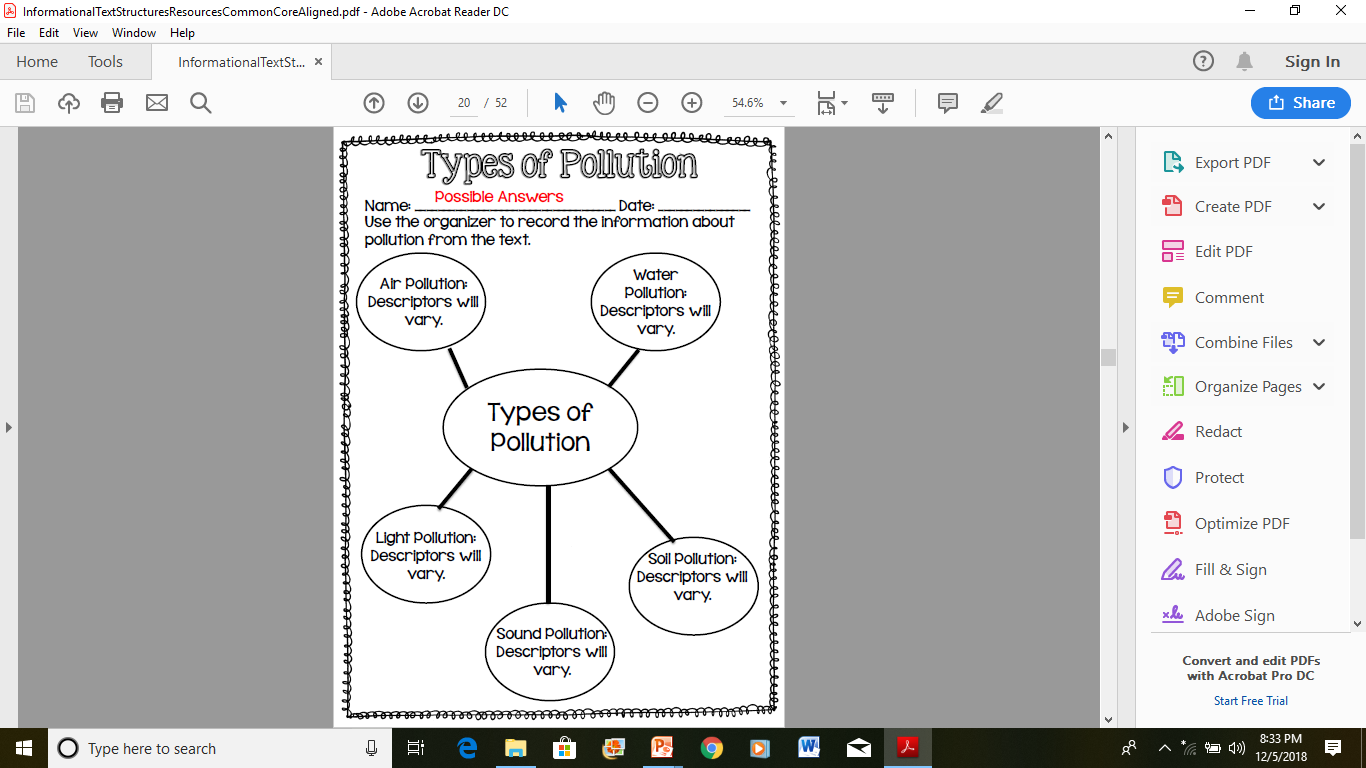 InformationalTextStructuresResourcesCommonCoreAligned.pdf - Adobe Acrobat Reader DC
File Edit View Window Help
Home Tools InformationalTextSt... ×
Sign In
20 / 52
54.6%
Share
Types of Pollution
Possible Answers
Name: ______________________________ Date: ______________
Use the organizer to record the information about
pollution from the text.
Air Pollution:
Descriptors will
vary.
Water
Pollution:
Descriptors will
vary.
Types of
Pollution
Light Pollution:
Descriptors will
vary.
Soil Pollution:
Descriptors will
vary.
Sound Pollution:
Descriptors will
vary.
Export PDF
Create PDF
Edit PDF
Comment
Combine Files
Organize Pages
Redact
Protect
Optimize PDF
Fill & Sign
Adobe Sign
Convert and edit PDFs
with Acrobat Pro DC
Start Free Trial
Type here to search
8:33 PM
12/5/2018